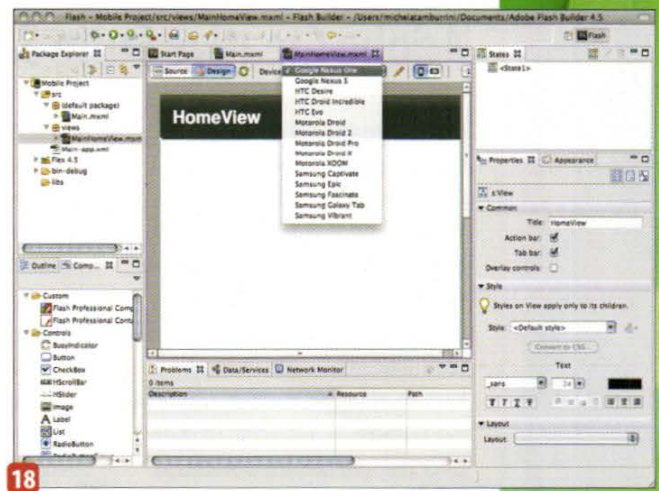 Flash - Mobile Project/src/views/MainHomeView.mxml - Flash Builder - /Users/michelatamburrini/Documents/Adobe Flash Builder 4.5
Flash
Package Explorer
Mobile Project
src
(default package)
Main.mxml
views
MainHomeView.mxm
Main-app.xml
Flex 4.5
bin-debug
libs
Outline
Comp...
Custom
Flash Professional Comp
Flash Professional Conta
Controls
BusyIndicator
Button
CheckBox
HScrollBar
HSlider
Image
Label
List
RadioButton
Start Page
Main.mxml
MainHomeView.mxml
Source
Design
Device
Google Nexus One
Google Nexus S
HTC Desire
HTC Droid Incredible
HTC Evo
Motorola Droid
Motorola Droid 2
Motorola Droid Pro
Motorola Droid X
Motorola XOOM
Samsung Captivate
Samsung Epic
Samsung Fascinate
Samsung Galaxy Tab
Samsung Vibrant
HomeView
Problems
Data/Services
Network Monitor
0 items
Description
Resource
Path
States
<State1>
Properties
Appearance
s:View
Common
Title: HomeView
Action bar:
Tab bar:
Overlay controls:
Style
Styles on View apply only to its children.
Style: <Default style>
Convert to CSS...
Text
_sans
24
T T T T
Layout
Layout:
18